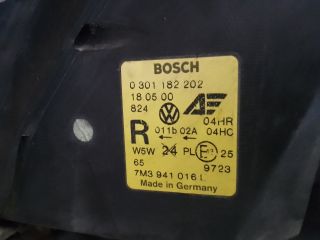 BOSCH
0 301 182 202
18 05 00
824
04HR
R 011b 02A 04HC
W5W 24 PL E 25
65 9723
7M3 941 016 L
Made in Germany